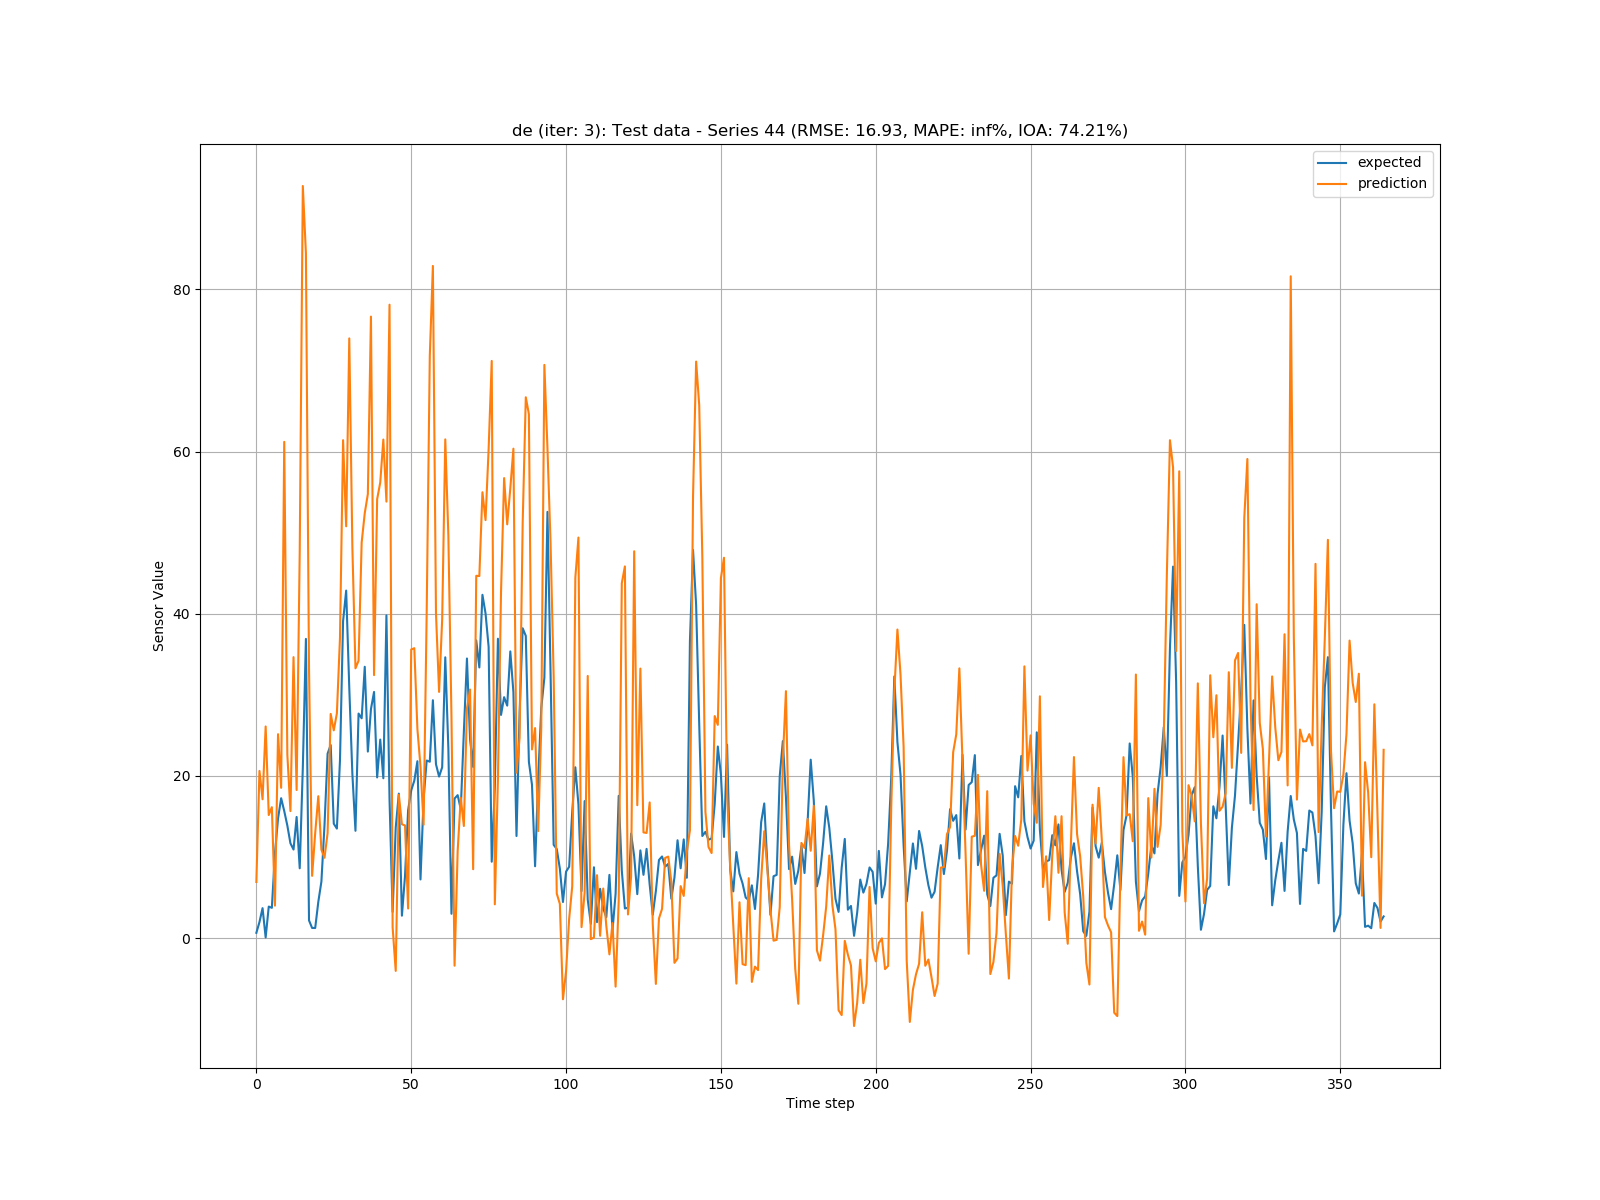 de (iter: 3): Test data - Series 44 (RMSE: 16.93, MAPE: inf%, IOA: 74.21%)
expected
prediction
80
60
40
20
0
Sensor Value
0 50 100 150 200 250 300 350
Time step